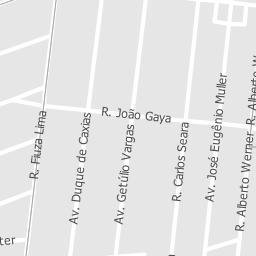 R. João Gaya
R. Fiuza Lima
Av. Duque de Caxias
Av. Getúlio Vargas
R. Carlos Seara
Av. José Eugênio Muller
R. Alberto Werner
R. Alberto W
ter